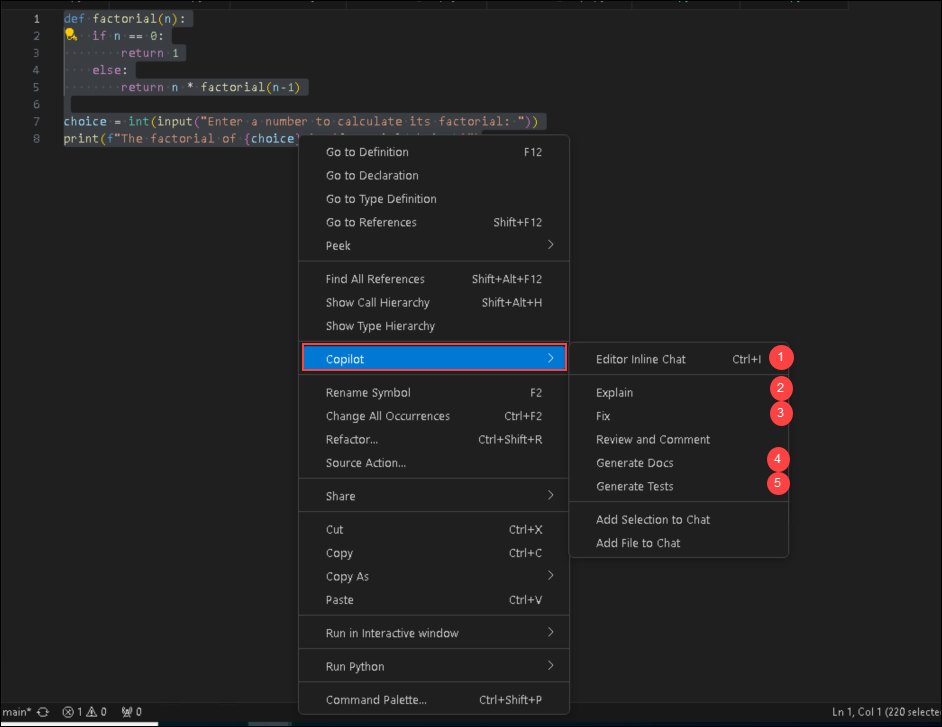 1 def factorial(n):
2 if n == 0:
3 return 1
4 else:
5 return n * factorial(n-1)
6
7 choice = int(input("Enter a number to calculate its factorial: "))
8 print(f"The factorial of {choice}
Go to Definition F12
Go to Declaration
Go to Type Definition
Go to References Shift+F12
Peek
Find All References Shift+Alt+F12
Show Call Hierarchy Shift+Alt+H
Show Type Hierarchy
Copilot
Editor Inline Chat Ctrl+I 1
Explain 2
Fix 3
Review and Comment
Generate Docs 4
Generate Tests 5
Add Selection to Chat
Add File to Chat
Rename Symbol F2
Change All Occurrences Ctrl+F2
Refactor... Ctrl+Shift+R
Source Action...
Share
Cut Ctrl+X
Copy Ctrl+C
Copy As
Paste Ctrl+V
Run in Interactive window
Run Python
Command Palette... Ctrl+Shift+P
main* 1 0 0 Ln 1, Col 1 (220 selecte